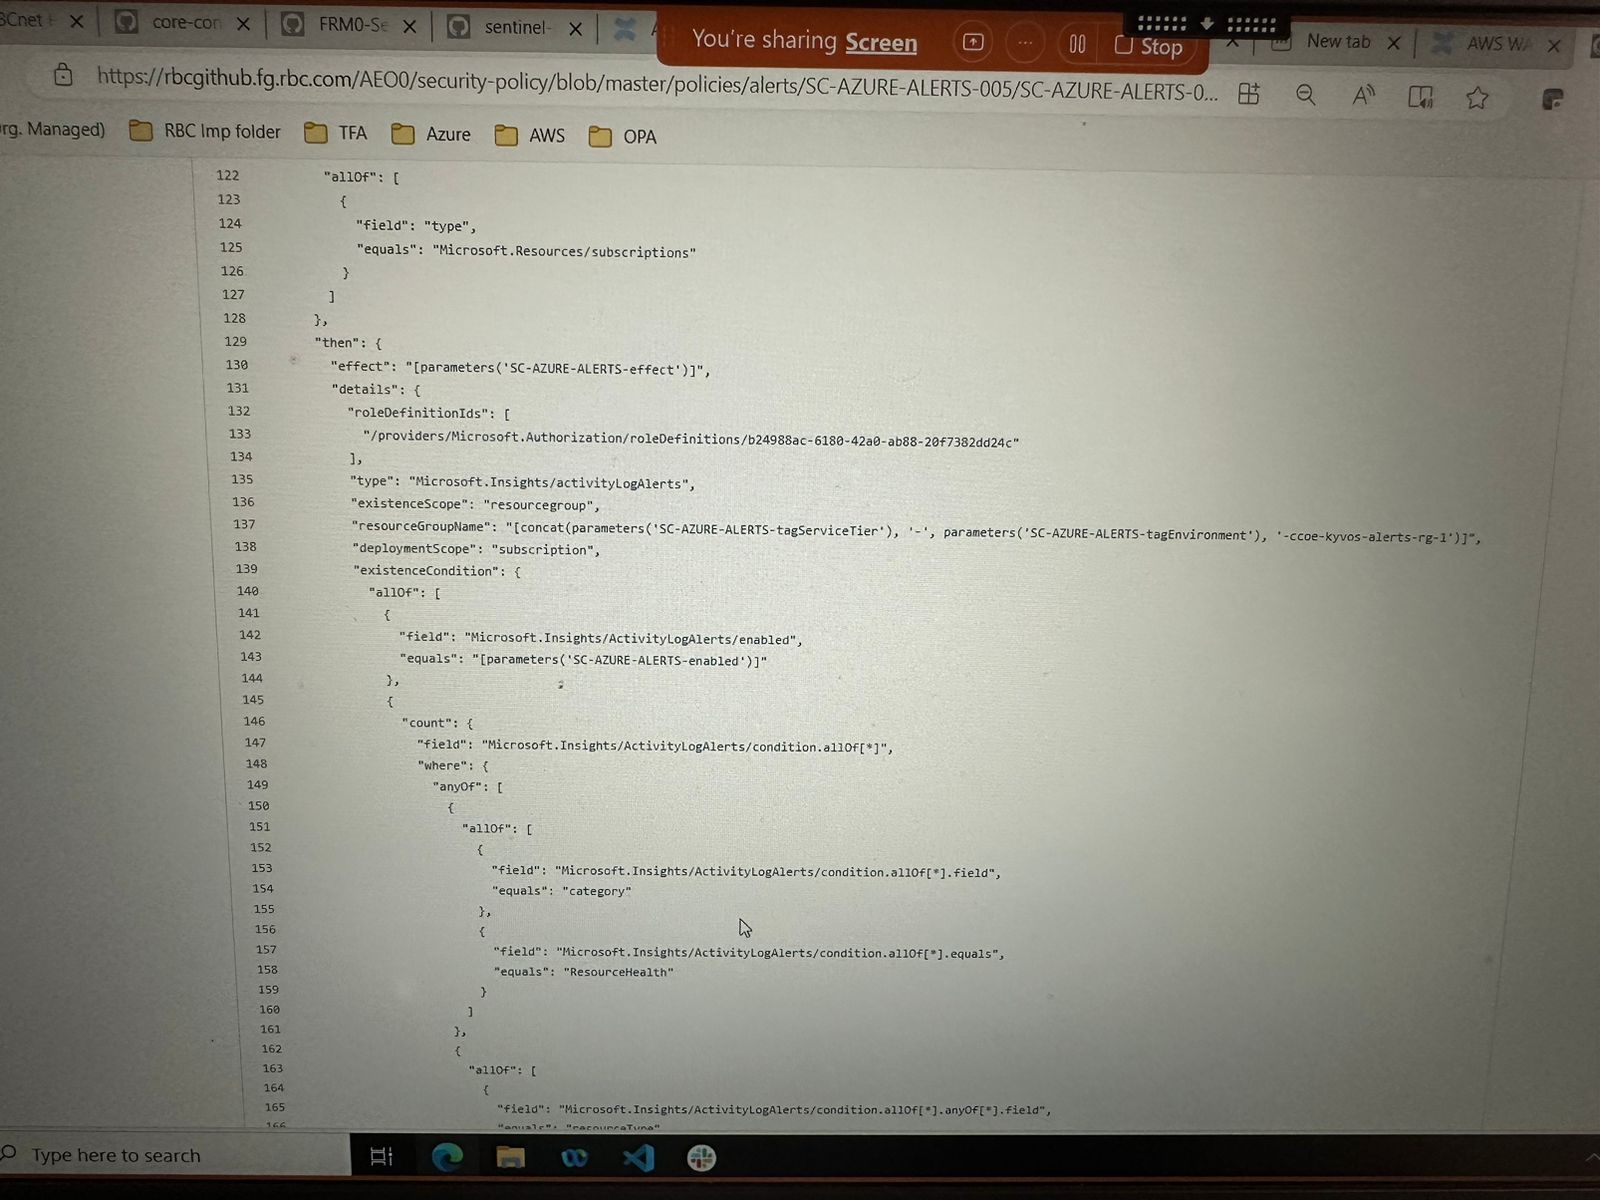 core-con
FRM0-Se
sentinel-
You're sharing Screen
Stop
New tab
AWS WA
https://rbcgithub.fg.rbc.com/AEO0/security-policy/blob/master/policies/alerts/SC-AZURE-ALERTS-005/SC-AZURE-ALERTS-0...
rg. Managed)
RBC Imp folder
TFA
Azure
AWS
OPA
122 "allOf": [
123 {
124 "field": "type",
125 "equals": "Microsoft.Resources/subscriptions"
126 }
127 ]
128 },
129 "then": {
130 "effect": "[parameters('SC-AZURE-ALERTS-effect')]",
131 "details": {
132 "roleDefinitionIds": [
133 "/providers/Microsoft.Authorization/roleDefinitions/b24988ac-6180-42a0-ab88-20f7382dd24c"
134 ],
135 "type": "Microsoft.Insights/activityLogAlerts",
136 "existenceScope": "resourcegroup",
137 "resourceGroupName": "[concat(parameters('SC-AZURE-ALERTS-tagServiceTier'), '-', parameters('SC-AZURE-ALERTS-tagEnvironment'), '-ccoe-kyvos-alerts-rg-1')]",
138 "deploymentScope": "subscription",
139 "existenceCondition": {
140 "allOf": [
141 {
142 "field": "Microsoft.Insights/ActivityLogAlerts/enabled",
143 "equals": "[parameters('SC-AZURE-ALERTS-enabled')]"
144 },
145 {
146 "count": {
147 "field": "Microsoft.Insights/ActivityLogAlerts/condition.allOf[*]",
148 "where": {
149 "anyOf": [
150 {
151 "allOf": [
152 {
153 "field": "Microsoft.Insights/ActivityLogAlerts/condition.allOf[*].field",
154 "equals": "category"
155 },
156 {
157 "field": "Microsoft.Insights/ActivityLogAlerts/condition.allOf[*].equals",
158 "equals": "ResourceHealth"
159 }
160 ]
161 },
162 {
163 "allOf": [
164 {
165 "field": "Microsoft.Insights/ActivityLogAlerts/condition.allOf[*].anyOf[*].field",
Type here to search